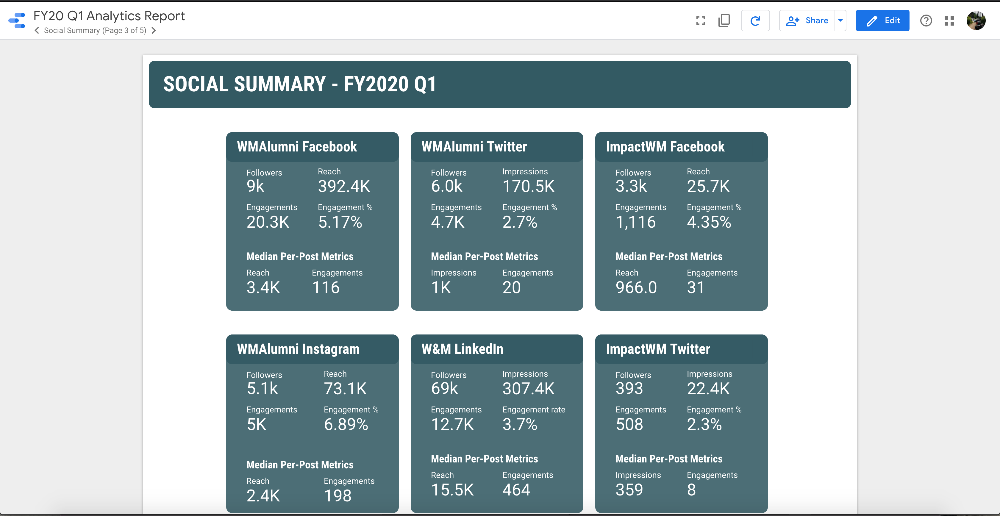 FY20 Q1 Analytics Report
Social Summary (Page 3 of 5)
Share
Edit
SOCIAL SUMMARY - FY2020 Q1
WMAlumni Facebook
Followers Reach
9k 392.4K
Engagements Engagement %
20.3K 5.17%
Median Per-Post Metrics
Reach Engagements
3.4K 116
WMAlumni Twitter
Followers Impressions
6.0k 170.5K
Engagements Engagement %
4.7K 2.7%
Median Per-Post Metrics
Impressions Engagements
1K 20
ImpactWM Facebook
Followers Reach
3.3k 25.7K
Engagements Engagement %
1,116 4.35%
Median Per-Post Metrics
Reach Engagements
966.0 31
WMAlumni Instagram
Followers Reach
5.1k 73.1K
Engagements Engagement %
5K 6.89%
Median Per-Post Metrics
Reach Engagements
2.4K 198
W&M LinkedIn
Followers Impressions
69k 307.4K
Engagements Engagement rate
12.7K 3.7%
Median Per-Post Metrics
Reach Engagements
15.5K 464
ImpactWM Twitter
Followers Impressions
393 22.4K
Engagements Engagement %
508 2.3%
Median Per-Post Metrics
Impressions Engagements
359 8